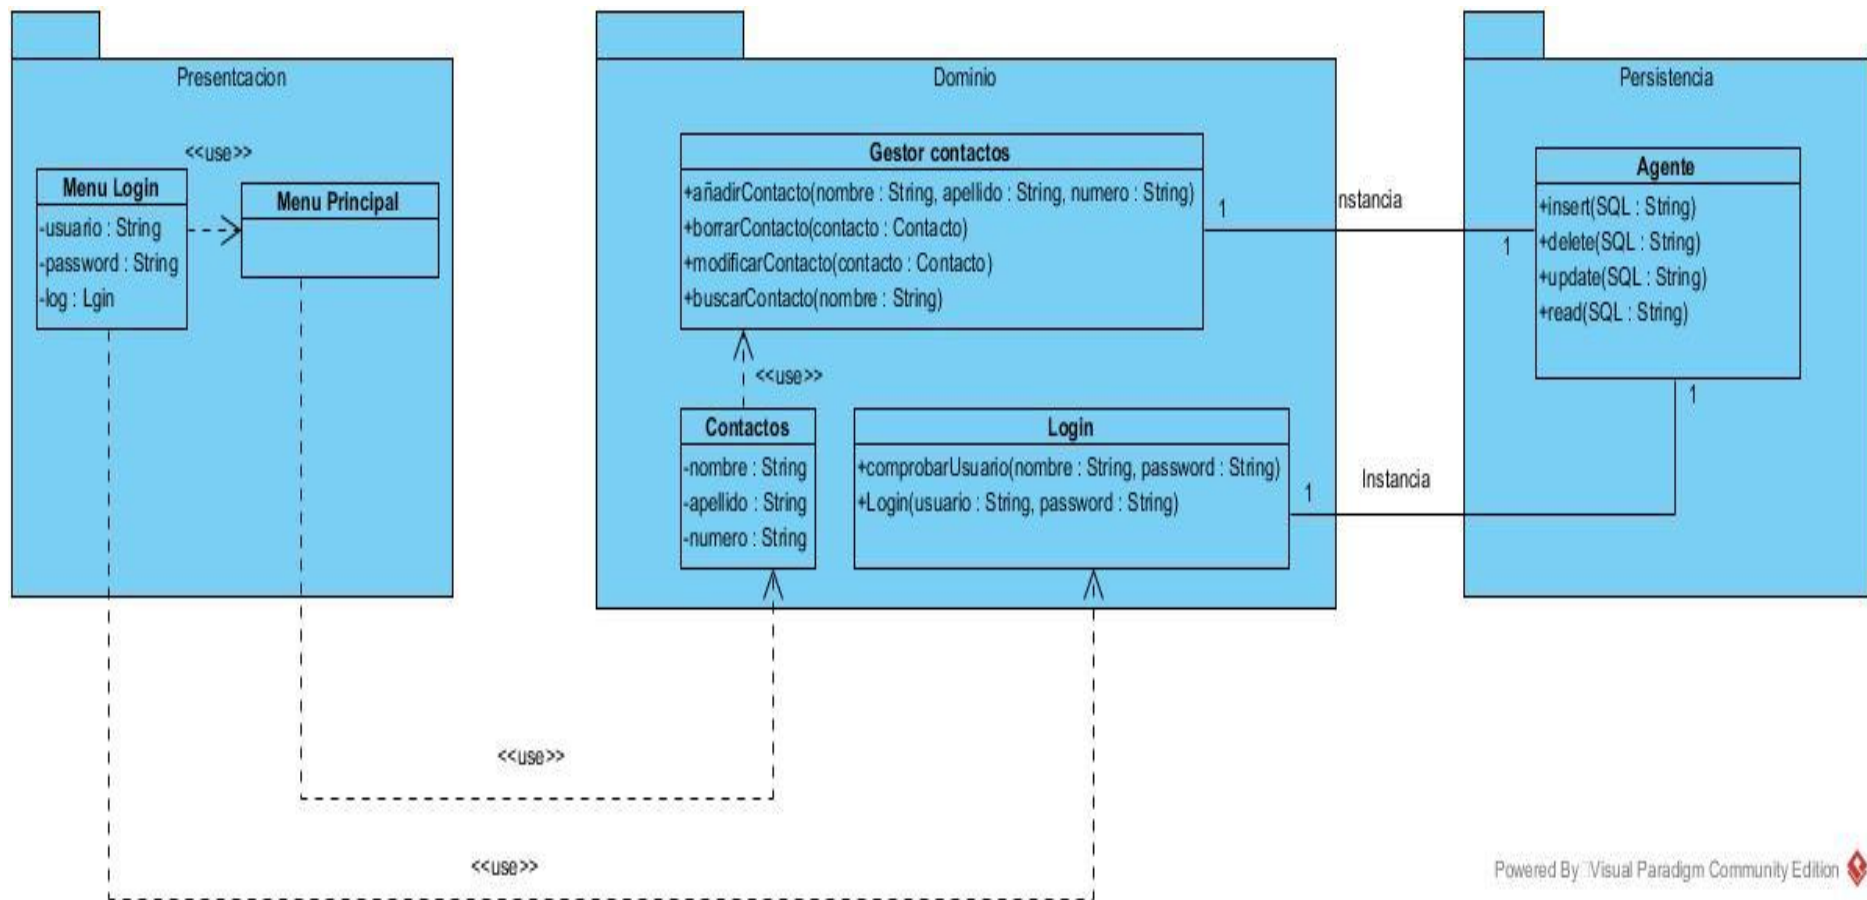 Presentcacion
<<use>>
Menu Login
-usuario : String
-password : String
-log : Lgin
Menu Principal
Dominio
Gestor contactos
+añadirContacto(nombre : String, apellido : String, numero : String)
+borrarContacto(contacto : Contacto)
+modificarContacto(contacto : Contacto)
+buscarContacto(nombre : String)
1
nstancia
1
<<use>>
Contactos
-nombre : String
-apellido : String
-numero : String
Login
+comprobarUsuario(nombre : String, password : String)
+Login(usuario : String, password : String)
1
Instancia
Persistencia
Agente
+insert(SQL : String)
+delete(SQL : String)
+update(SQL : String)
+read(SQL : String)
1
<<use>>
<<use>>
Powered By Visual Paradigm Community Edition